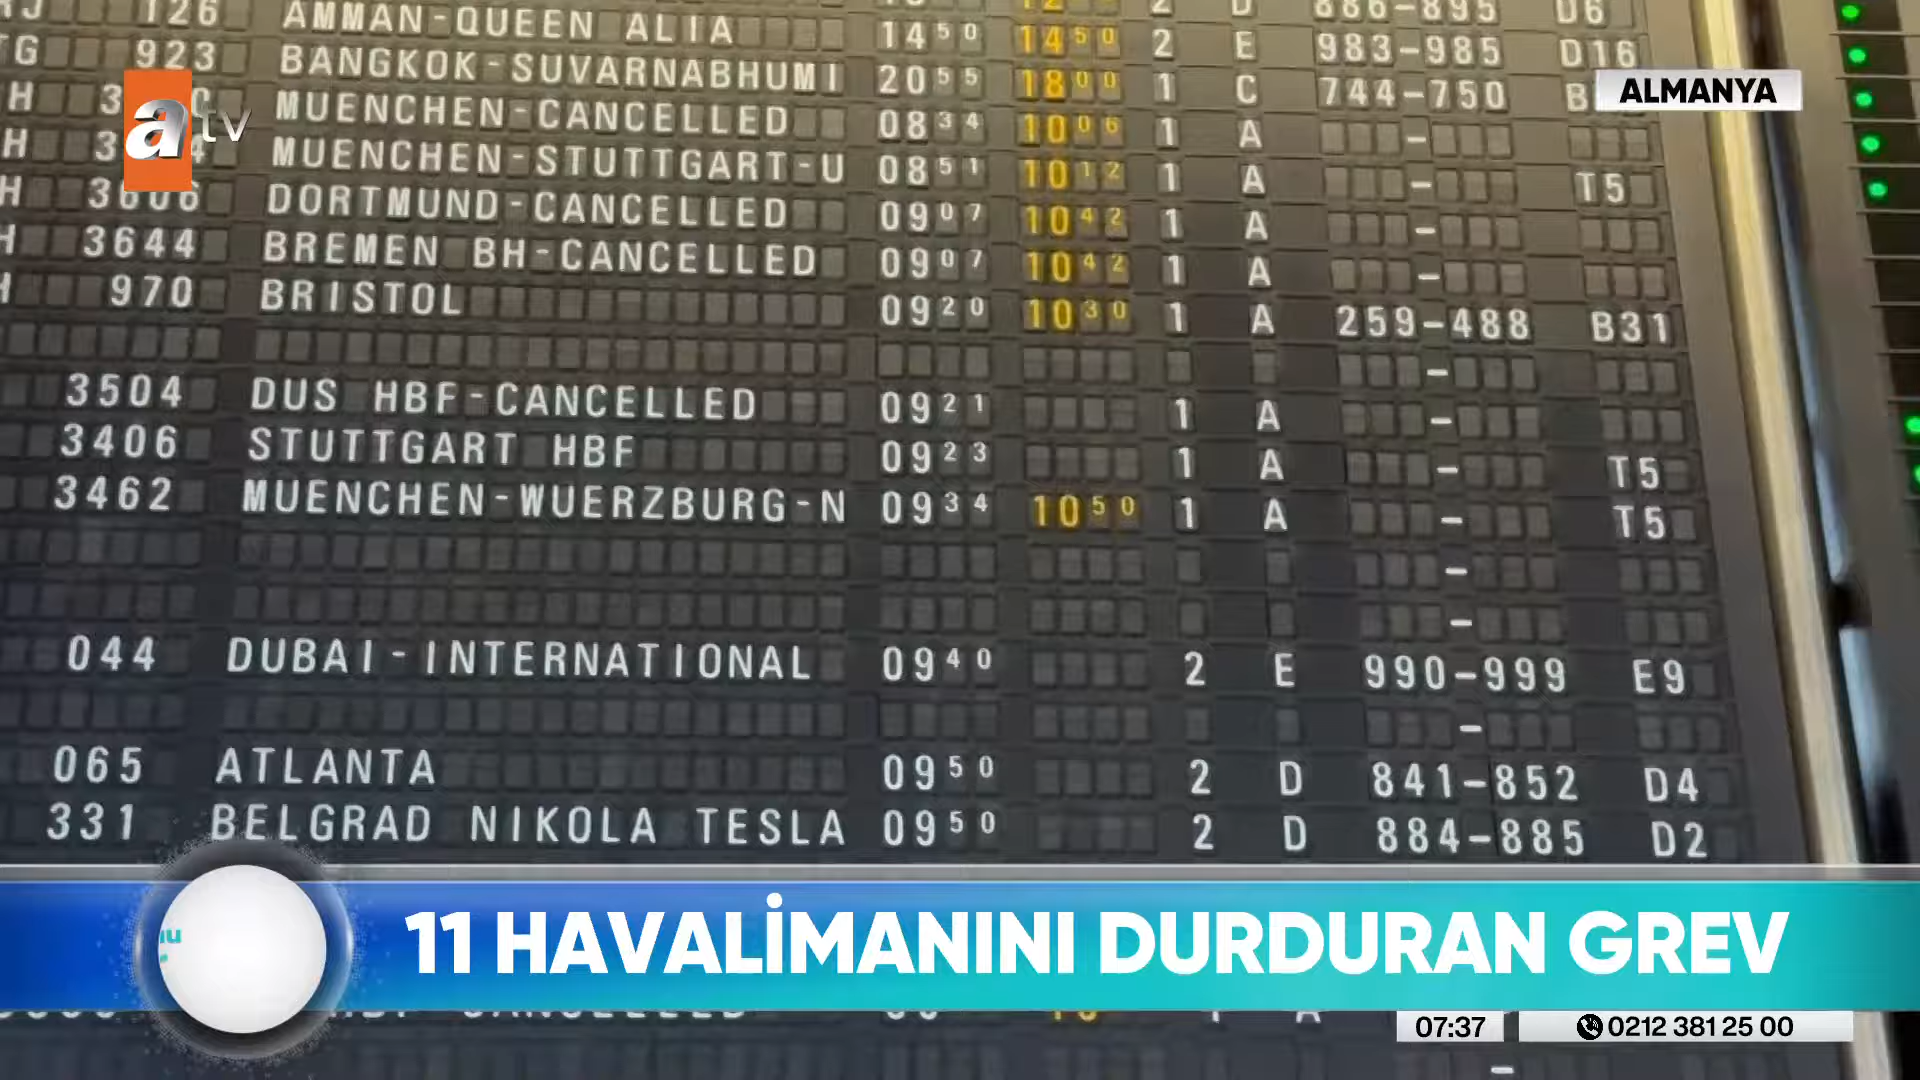 126 AMMAN-QUEEN ALIA 14 50 14 50 2 E 983-985 D16
923 BANGKOK-SUVARNABHUMI 20 55 18 00 1 C 744-750 B
MUENCHEN-CANCELLED 08 34 10 06 1 A -
MUENCHEN-STUTTGART-U 08 51 10 12 1 A - T5
3606 DORTMUND-CANCELLED 09 07 10 42 1 A -
3644 BREMEN BH-CANCELLED 09 07 10 42 1 A -
970 BRISTOL 09 20 10 30 1 A 259-488 B31
3504 DUS HBF-CANCELLED 09 21 1 A -
3406 STUTTGART HBF 09 23 1 A - T5
3462 MUENCHEN-WUERZBURG-N 09 34 10 50 1 A - T5
044 DUBAI-INTERNATIONAL 09 40 2 E 990-999 E9
065 ATLANTA 09 50 2 D 841-852 D4
331 BELGRAD NIKOLA TESLA 09 50 2 D 884-885 D2
atv
ALMANYA
11 HAVALİMANINI DURDURAN GREV
07:37
0212 381 25 00